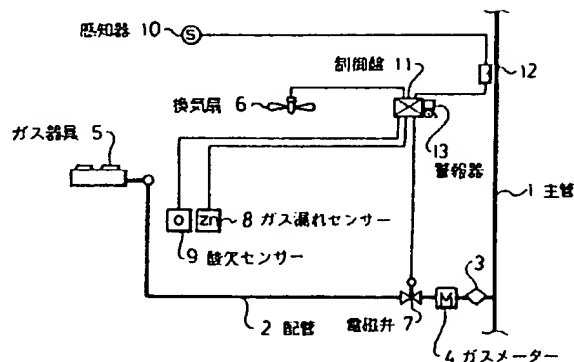 感知器 10
S
制御盤 11
12
換気扇 6
13
警報器
ガス器具 5
1 主管
O
Zn
8 ガス漏れセンサー
9 酸欠センサー
3
2 配管
電磁弁 7
M
4 ガスメーター